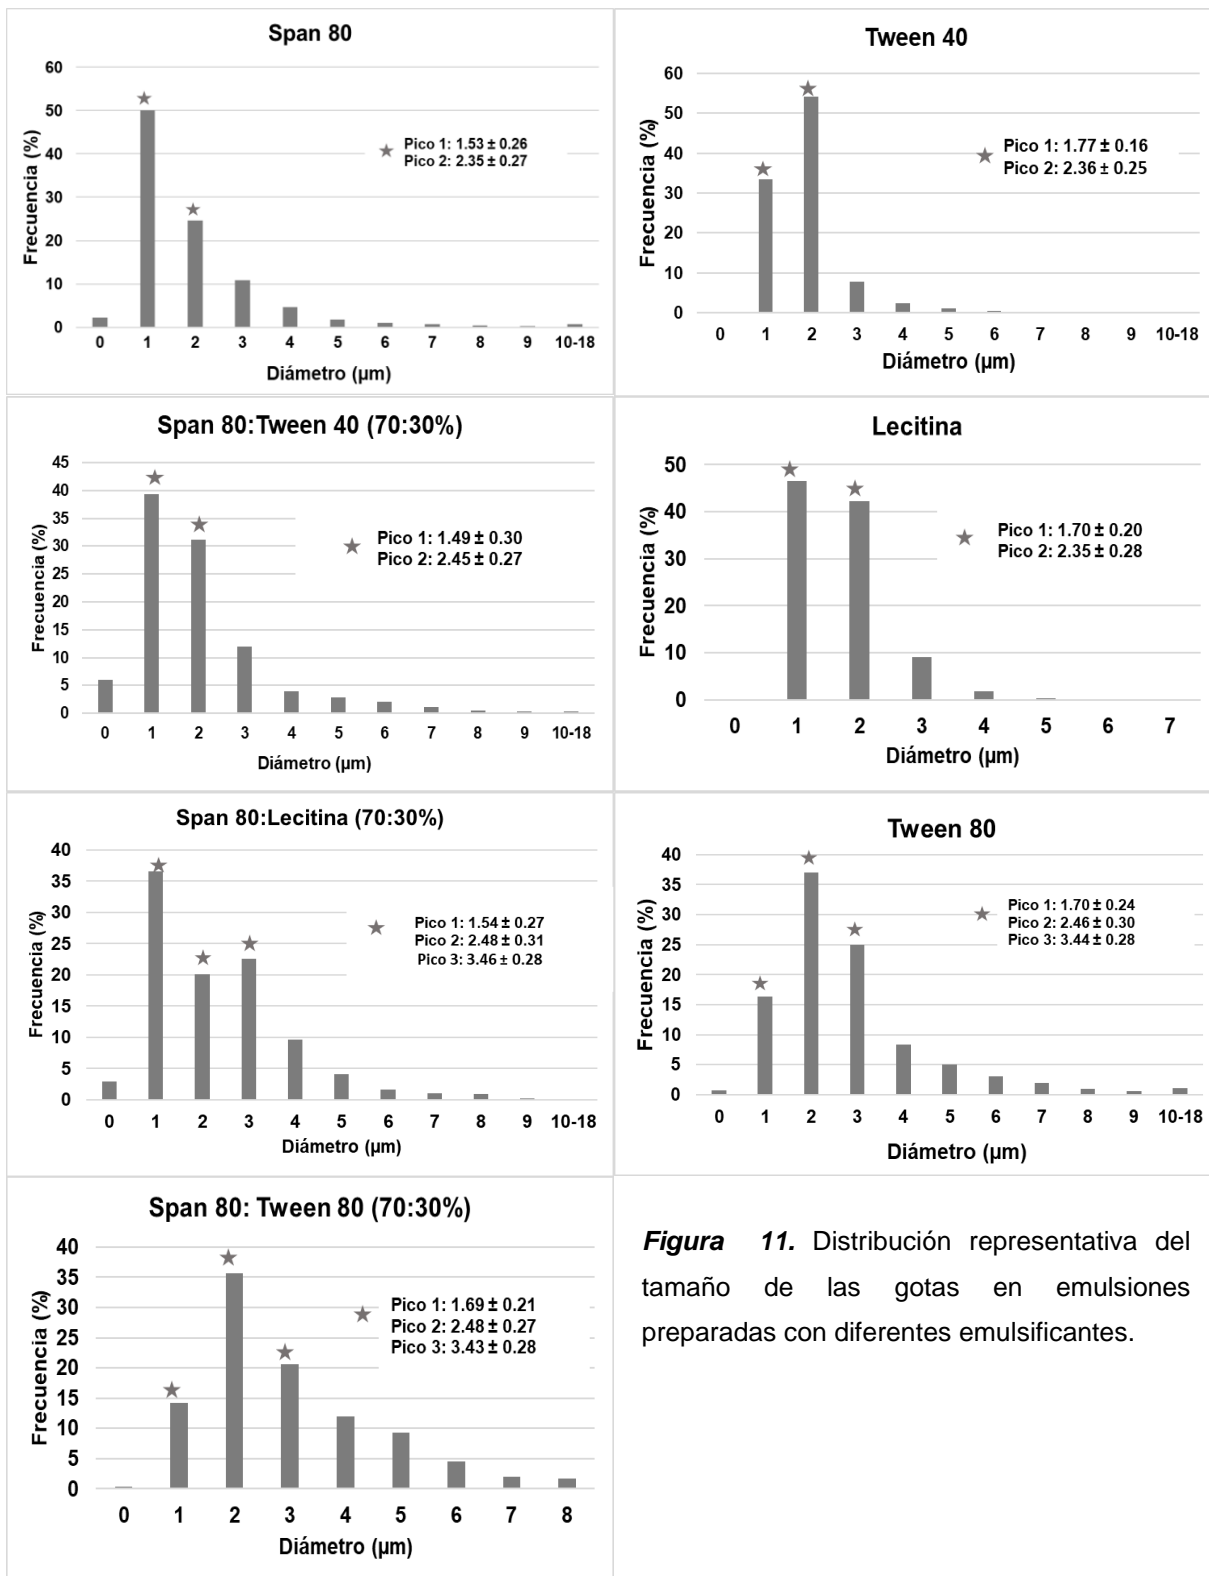 Span 80
Frecuencia (%)
60
50
40
30
20
10
0
★ Pico 1: 1.53 ± 0.26
Pico 2: 2.35 ± 0.27
0 1 2 3 4 5 6 7 8 9 10-18
Diámetro (µm)
Tween 40
Frecuencia (%)
60
50
40
30
20
10
0
★ Pico 1: 1.77 ± 0.16
Pico 2: 2.36 ± 0.25
0 1 2 3 4 5 6 7 8 9 10-18
Diámetro (µm)
Span 80:Tween 40 (70:30%)
Frecuencia (%)
45
40
35
30
25
20
15
10
5
0
★ Pico 1: 1.49 ± 0.30
Pico 2: 2.45 ± 0.27
0 1 2 3 4 5 6 7 8 9 10-18
Diámetro (µm)
Lecitina
Frecuencia (%)
50
40
30
20
10
0
★ Pico 1: 1.70 ± 0.20
Pico 2: 2.35 ± 0.28
0 1 2 3 4 5 6 7
Diámetro (µm)
Span 80:Lecitina (70:30%)
Frecuencia (%)
40
35
30
25
20
15
10
5
0
★ Pico 1: 1.54 ± 0.27
Pico 2: 2.48 ± 0.31
Pico 3: 3.46 ± 0.28
0 1 2 3 4 5 6 7 8 9 10-18
Diámetro (µm)
Tween 80
Frecuencia (%)
40
35
30
25
20
15
10
5
0
★ Pico 1: 1.70 ± 0.24
Pico 2: 2.46 ± 0.30
Pico 3: 3.44 ± 0.28
0 1 2 3 4 5 6 7 8 9 10-18
Diámetro (µm)
Span 80: Tween 80 (70:30%)
Frecuencia (%)
40
35
30
25
20
15
10
5
0
★ Pico 1: 1.69 ± 0.21
Pico 2: 2.48 ± 0.27
Pico 3: 3.43 ± 0.28
0 1 2 3 4 5 6 7 8
Diámetro (µm)
Figura 11. Distribución representativa del
tamaño de las gotas en emulsiones
preparadas con diferentes emulsificantes.